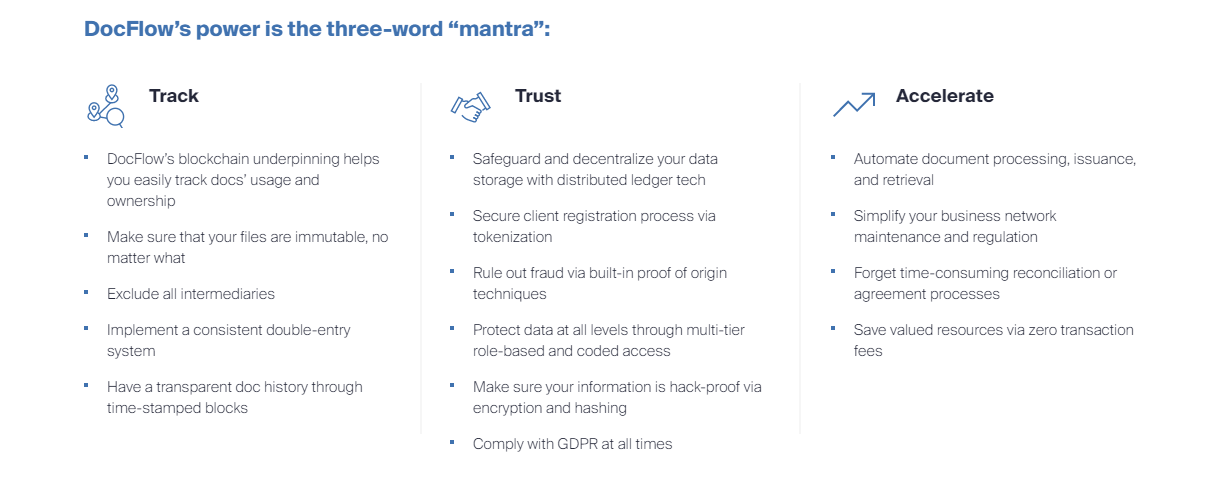 DocFlow’s power is the three-word “mantra”:
Track
DocFlow’s blockchain underpinning helps
you easily track docs’ usage and
ownership
Make sure that your files are immutable, no
matter what
Exclude all intermediaries
Implement a consistent double-entry
system
Have a transparent doc history through
time-stamped blocks
Trust
Safeguard and decentralize your data
storage with distributed ledger tech
Secure client registration process via
tokenization
Rule out fraud via built-in proof of origin
techniques
Protect data at all levels through multi-tier
role-based and coded access
Make sure your information is hack-proof via
encryption and hashing
Comply with GDPR at all times
Accelerate
Automate document processing, issuance,
and retrieval
Simplify your business network
maintenance and regulation
Forget time-consuming reconciliation or
agreement processes
Save valued resources via zero transaction
fees